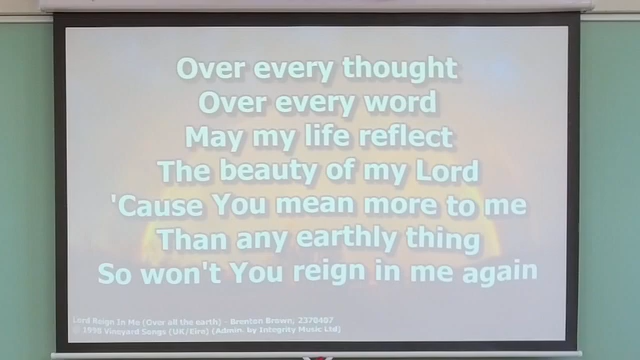 Over every thought
Over every word
May my life reflect
The beauty of my Lord
'Cause You mean more to me
Than any earthly thing
So won't You reign in me again
Lord Reign In Me (Over all the earth) - Brenton Brown, 2370407
© 1998 Vineyard Songs (UK/Eire) (Admin. by Integrity Music Ltd)